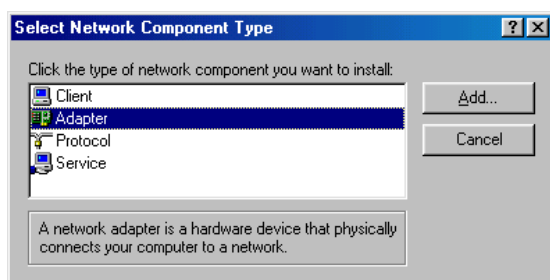 Select Network Component Type
Click the type of network component you want to install:
Client
Add...
Adapter
Protocol
Cancel
Service
A network adapter is a hardware device that physically
connects your computer to a network.